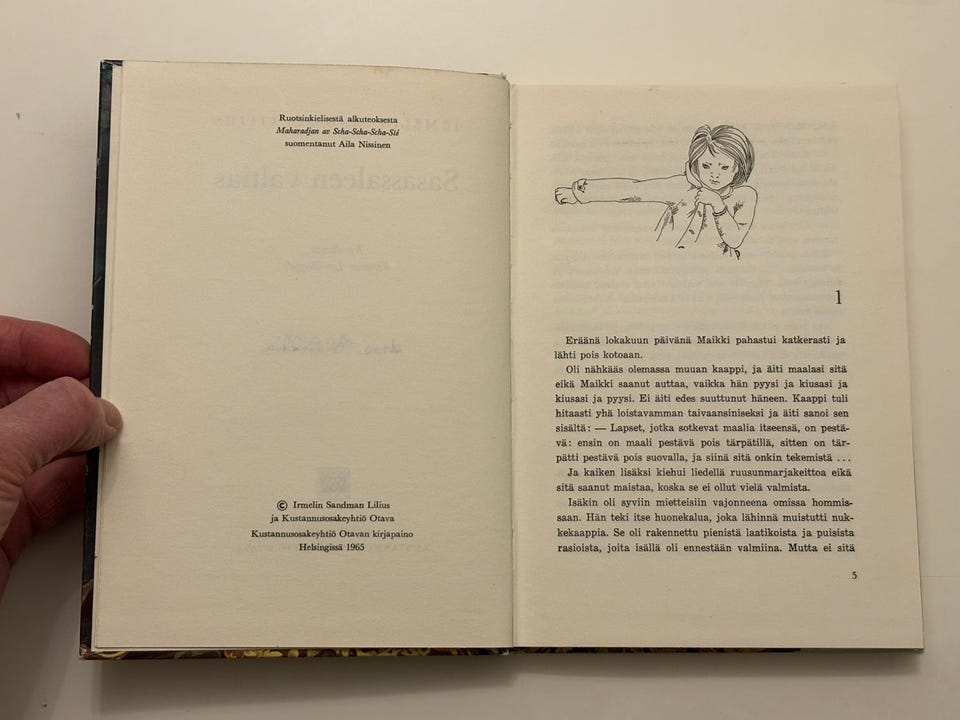 Ruotsinkielisestä alkuteoksesta
Maharadjan av Scha-Scha-Scha-Slé
suomentanut Aila Nissinen
© Irmelin Sandman Lilius
ja Kustannusosakeyhtiö Otava
Kustannusosakeyhtiö Otavan kirjapaino
Helsingissä 1965
1
Eräänä lokakuun päivänä Maikki pahastui katkerasti ja
lähti pois kotoaan.
Oli nähkääs olemassa muuan kaappi, ja äiti maalasi sitä
eikä Maikki saanut auttaa, vaikka hän pyysi ja kiusasi ja
kiusasi ja pyysi. Ei äiti edes suuttunut häneen. Kaappi tuli
hitaasti yhä loistavamman taivaansiniseksi ja äiti sanoi sen
sisältä: — Lapset, jotka sotkevat maalia itseensä, on pestä-
vä: ensin on maali pestävä pois tärpätillä, sitten on tär-
pätti pestävä pois suovalla, ja siinä sitä onkin tekemistä ...
Ja kaiken lisäksi kiehui liedellä ruusunmarjakeittoa eikä
sitä saanut maistaa, koska se ei ollut vielä valmista.
Isäkin oli syviin mietteisiin vajonneena omissa hommis-
saan. Hän teki itse huonekalua, joka lähinnä muistutti nuk-
kekaappia. Se oli rakennettu pienistä laatikoista ja puisista
rasioista, joita isällä oli ennestään valmiina. Mutta ei sitä
5